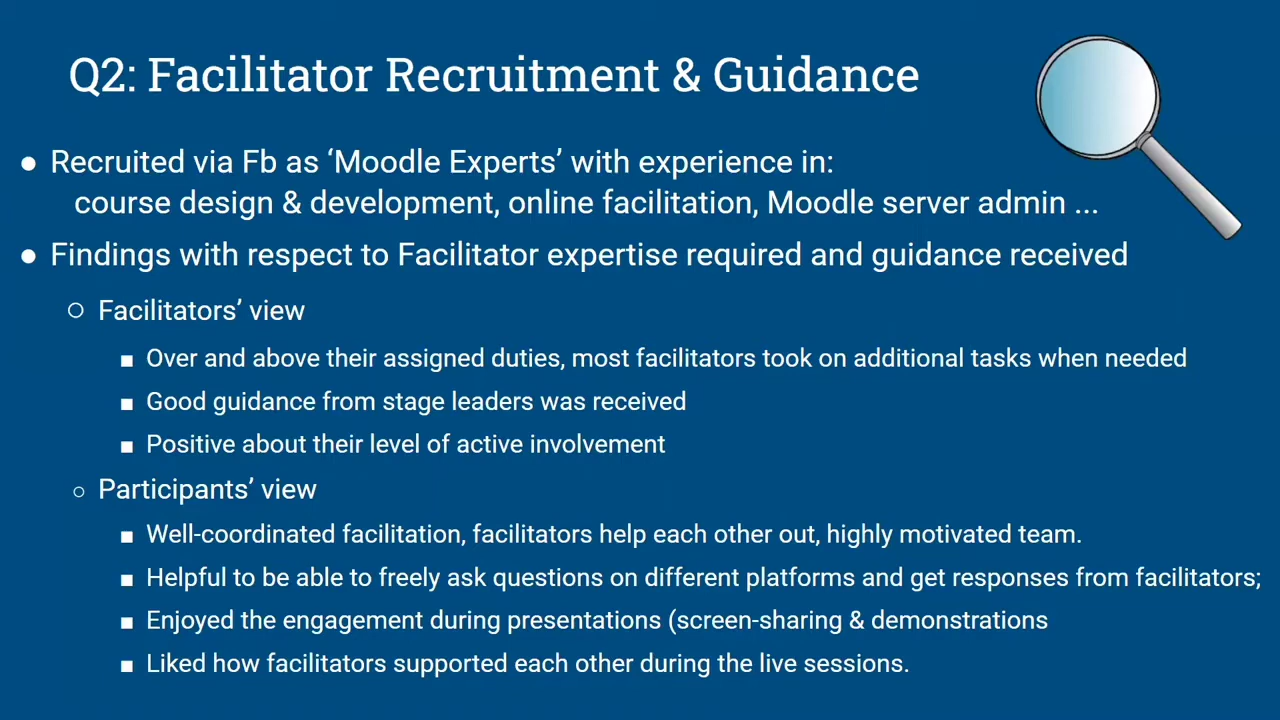 Q2: Facilitator Recruitment & Guidance
● Recruited via Fb as ‘Moodle Experts’ with experience in:
course design & development, online facilitation, Moodle server admin ...
● Findings with respect to Facilitator expertise required and guidance received
○ Facilitators’ view
■ Over and above their assigned duties, most facilitators took on additional tasks when needed
■ Good guidance from stage leaders was received
■ Positive about their level of active involvement
○ Participants’ view
■ Well-coordinated facilitation, facilitators help each other out, highly motivated team.
■ Helpful to be able to freely ask questions on different platforms and get responses from facilitators;
■ Enjoyed the engagement during presentations (screen-sharing & demonstrations
■ Liked how facilitators supported each other during the live sessions.